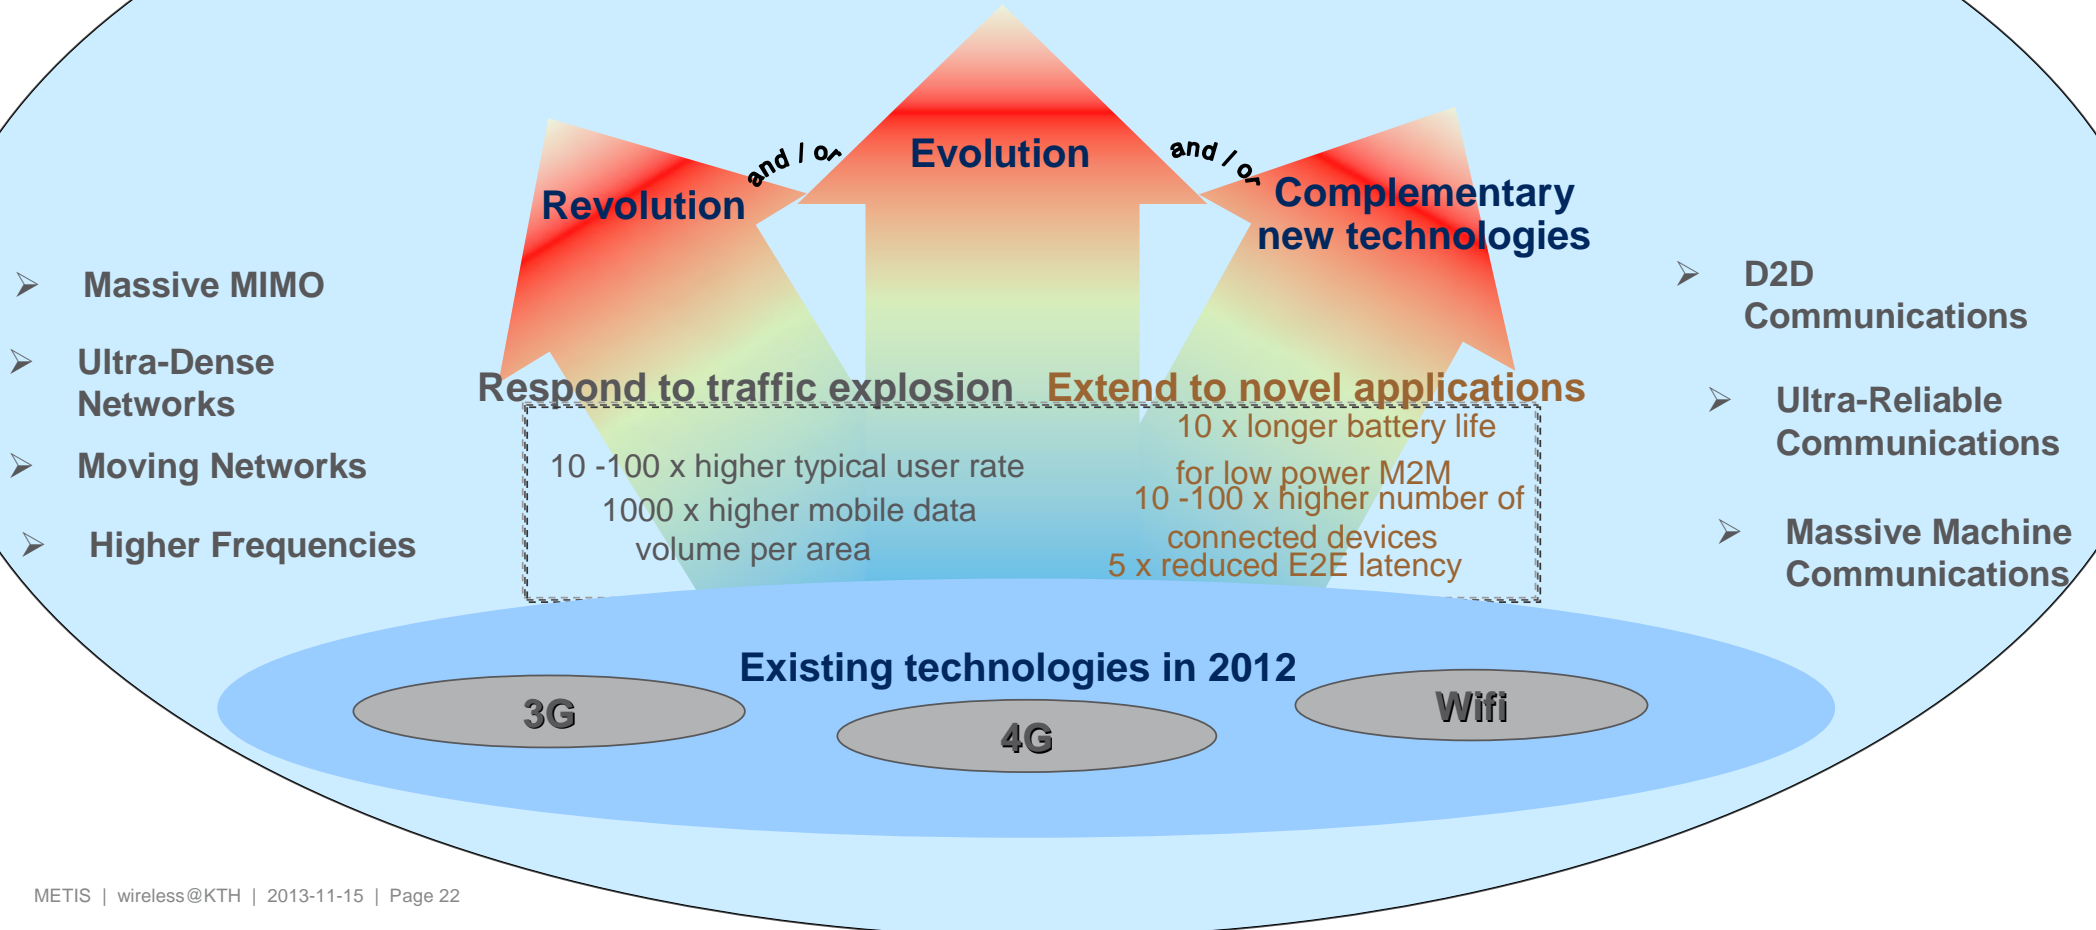 Evolution
and / or
and / or
Revolution
Complementary
new technologies
➢ Massive MIMO
➢ Ultra-Dense
Networks
➢ Moving Networks
➢ Higher Frequencies
➢ D2D
Communications
➢ Ultra-Reliable
Communications
➢ Massive Machine
Communications
Respond to traffic explosion
10 -100 x higher typical user rate
1000 x higher mobile data
volume per area
Extend to novel applications
10 x longer battery life
for low power M2M
10 -100 x higher number of
connected devices
5 x reduced E2E latency
Existing technologies in 2012
3G
4G
Wifi
METIS | wireless@KTH | 2013-11-15 | Page 22